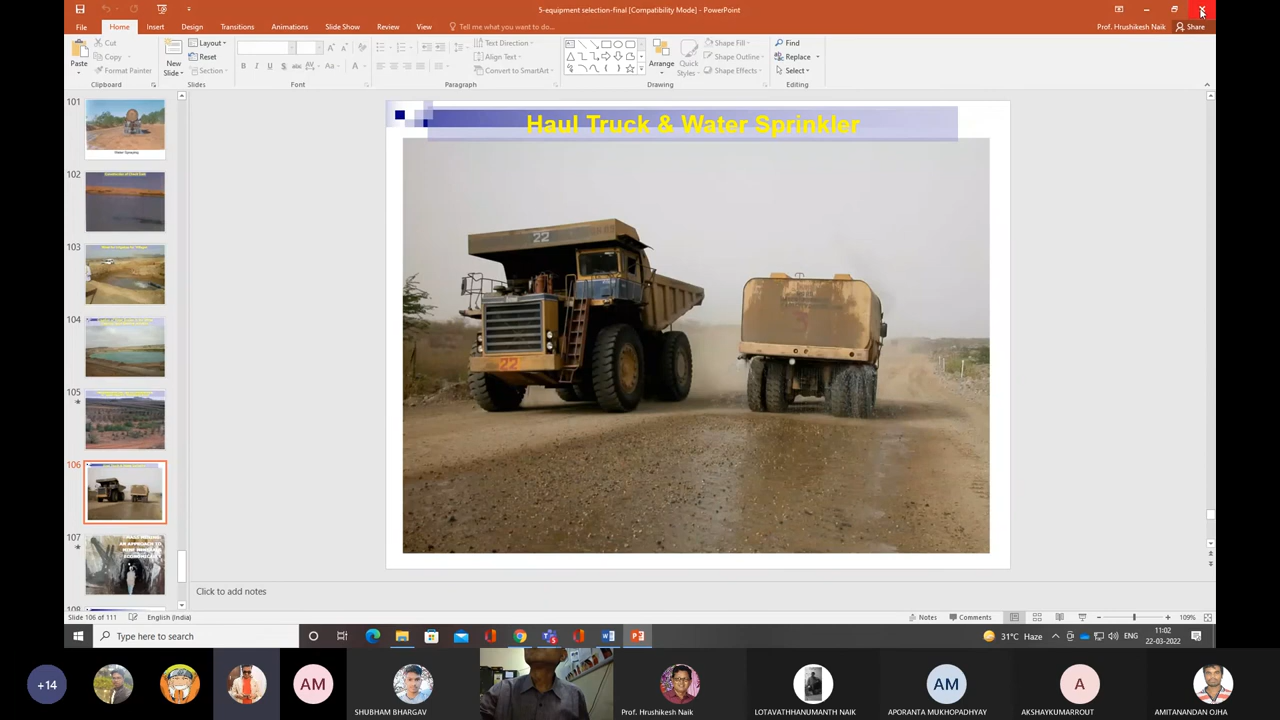 5-equipment selection-final [Compatibility Mode] - PowerPoint
File Home Insert Design Transitions Animations Slide Show Review View Tell me what you want to do... Prof. Hrushikesh Naik Share
Paste
Cut
Copy
Format Painter
Clipboard
New Slide
Layout
Reset
Section
Slides
Font
Text Direction
Align Text
Convert to SmartArt
Paragraph
Arrange
Quick Styles
Shape Fill
Shape Outline
Shape Effects
Drawing
Find
Replace
Select
Editing
101
102
103
104
105
106
107
108
Haul Truck & Water Sprinkler
22
22
Click to add notes
Slide 106 of 111 English (India) Notes Comments 109%
Type here to search
31°C Haze ENG 11:02
22-03-2022
+14
AM
SHUBHAM BHARGAV
Prof. Hrushikesh Naik
LOTAVATHHANUMANTH NAIK
AM
APORANTA MUKHOPADHYAY
A
AKSHAYKUMARROUT
AMITANANDAN OJHA